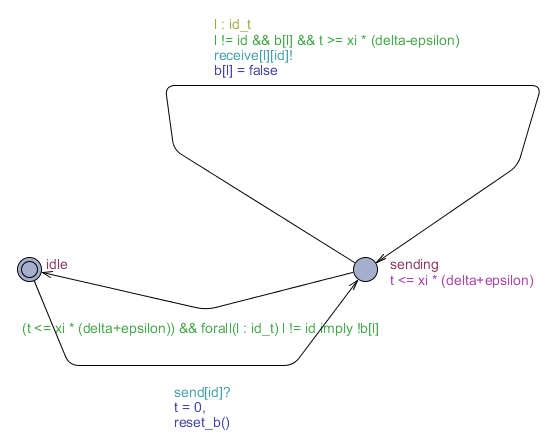 l : id_t
l != id && b[l] && t >= xi * (delta-epsilon)
receive[l][id]!
b[l] = false
idle
sending
t <= xi * (delta+epsilon)
(t <= xi * (delta+epsilon)) && forall(l : id_t) l != id imply !b[l]
send[id]?
t = 0,
reset_b()